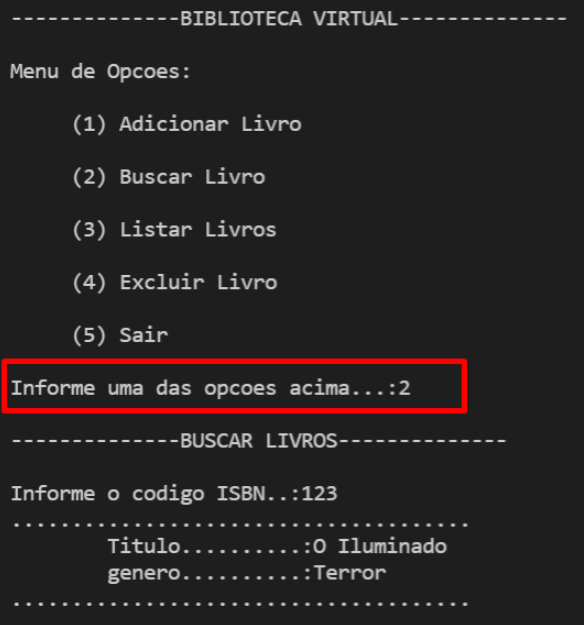 --------------BIBLIOTECA VIRTUAL--------------
Menu de Opcoes:
(1) Adicionar Livro
(2) Buscar Livro
(3) Listar Livros
(4) Excluir Livro
(5) Sair
Informe uma das opcoes acima...:2
--------------BUSCAR LIVROS--------------
Informe o codigo ISBN..:123
......................................
Titulo..........:O Iluminado
genero..........:Terror
......................................